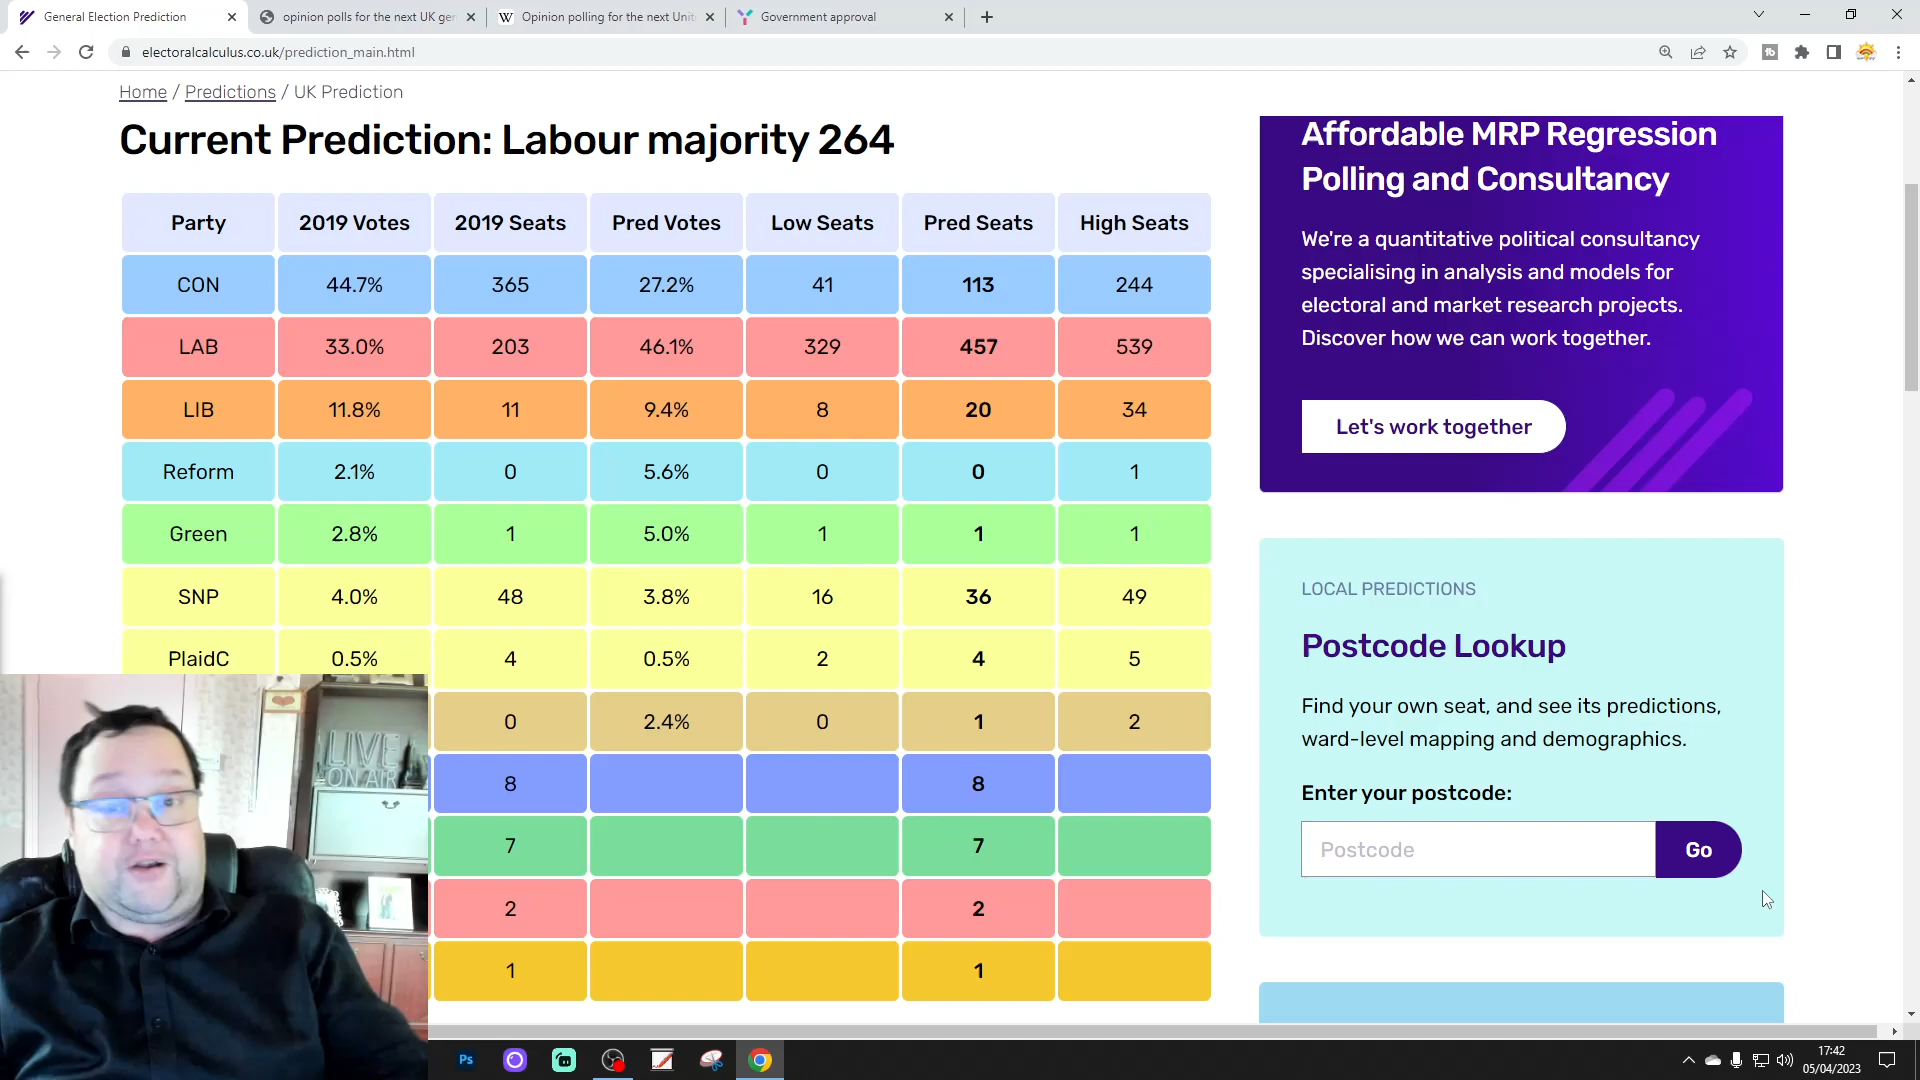 General Election Prediction
opinion polls for the next UK gen
Opinion polling for the next Unit
Government approval
electoralcalculus.co.uk/prediction_main.html
Home / Predictions / UK Prediction
Current Prediction: Labour majority 264
Party 2019 Votes 2019 Seats Pred Votes Low Seats Pred Seats High Seats
CON 44.7% 365 27.2% 41 113 244
LAB 33.0% 203 46.1% 329 457 539
LIB 11.8% 11 9.4% 8 20 34
Reform 2.1% 0 5.6% 0 0 1
Green 2.8% 1 5.0% 1 1 1
SNP 4.0% 48 3.8% 16 36 49
PlaidC 0.5% 4 0.5% 2 4 5
0 2.4% 0 1 2
8 8
7 7
2 2
1 1
Affordable MRP Regression
Polling and Consultancy
We're a quantitative political consultancy
specialising in analysis and models for
electoral and market research projects.
Discover how we can work together.
Let's work together
LOCAL PREDICTIONS
Postcode Lookup
Find your own seat, and see its predictions,
ward-level mapping and demographics.
Enter your postcode:
Postcode
Go
LIVE
ON AIR
Ps
17:42
05/04/2023